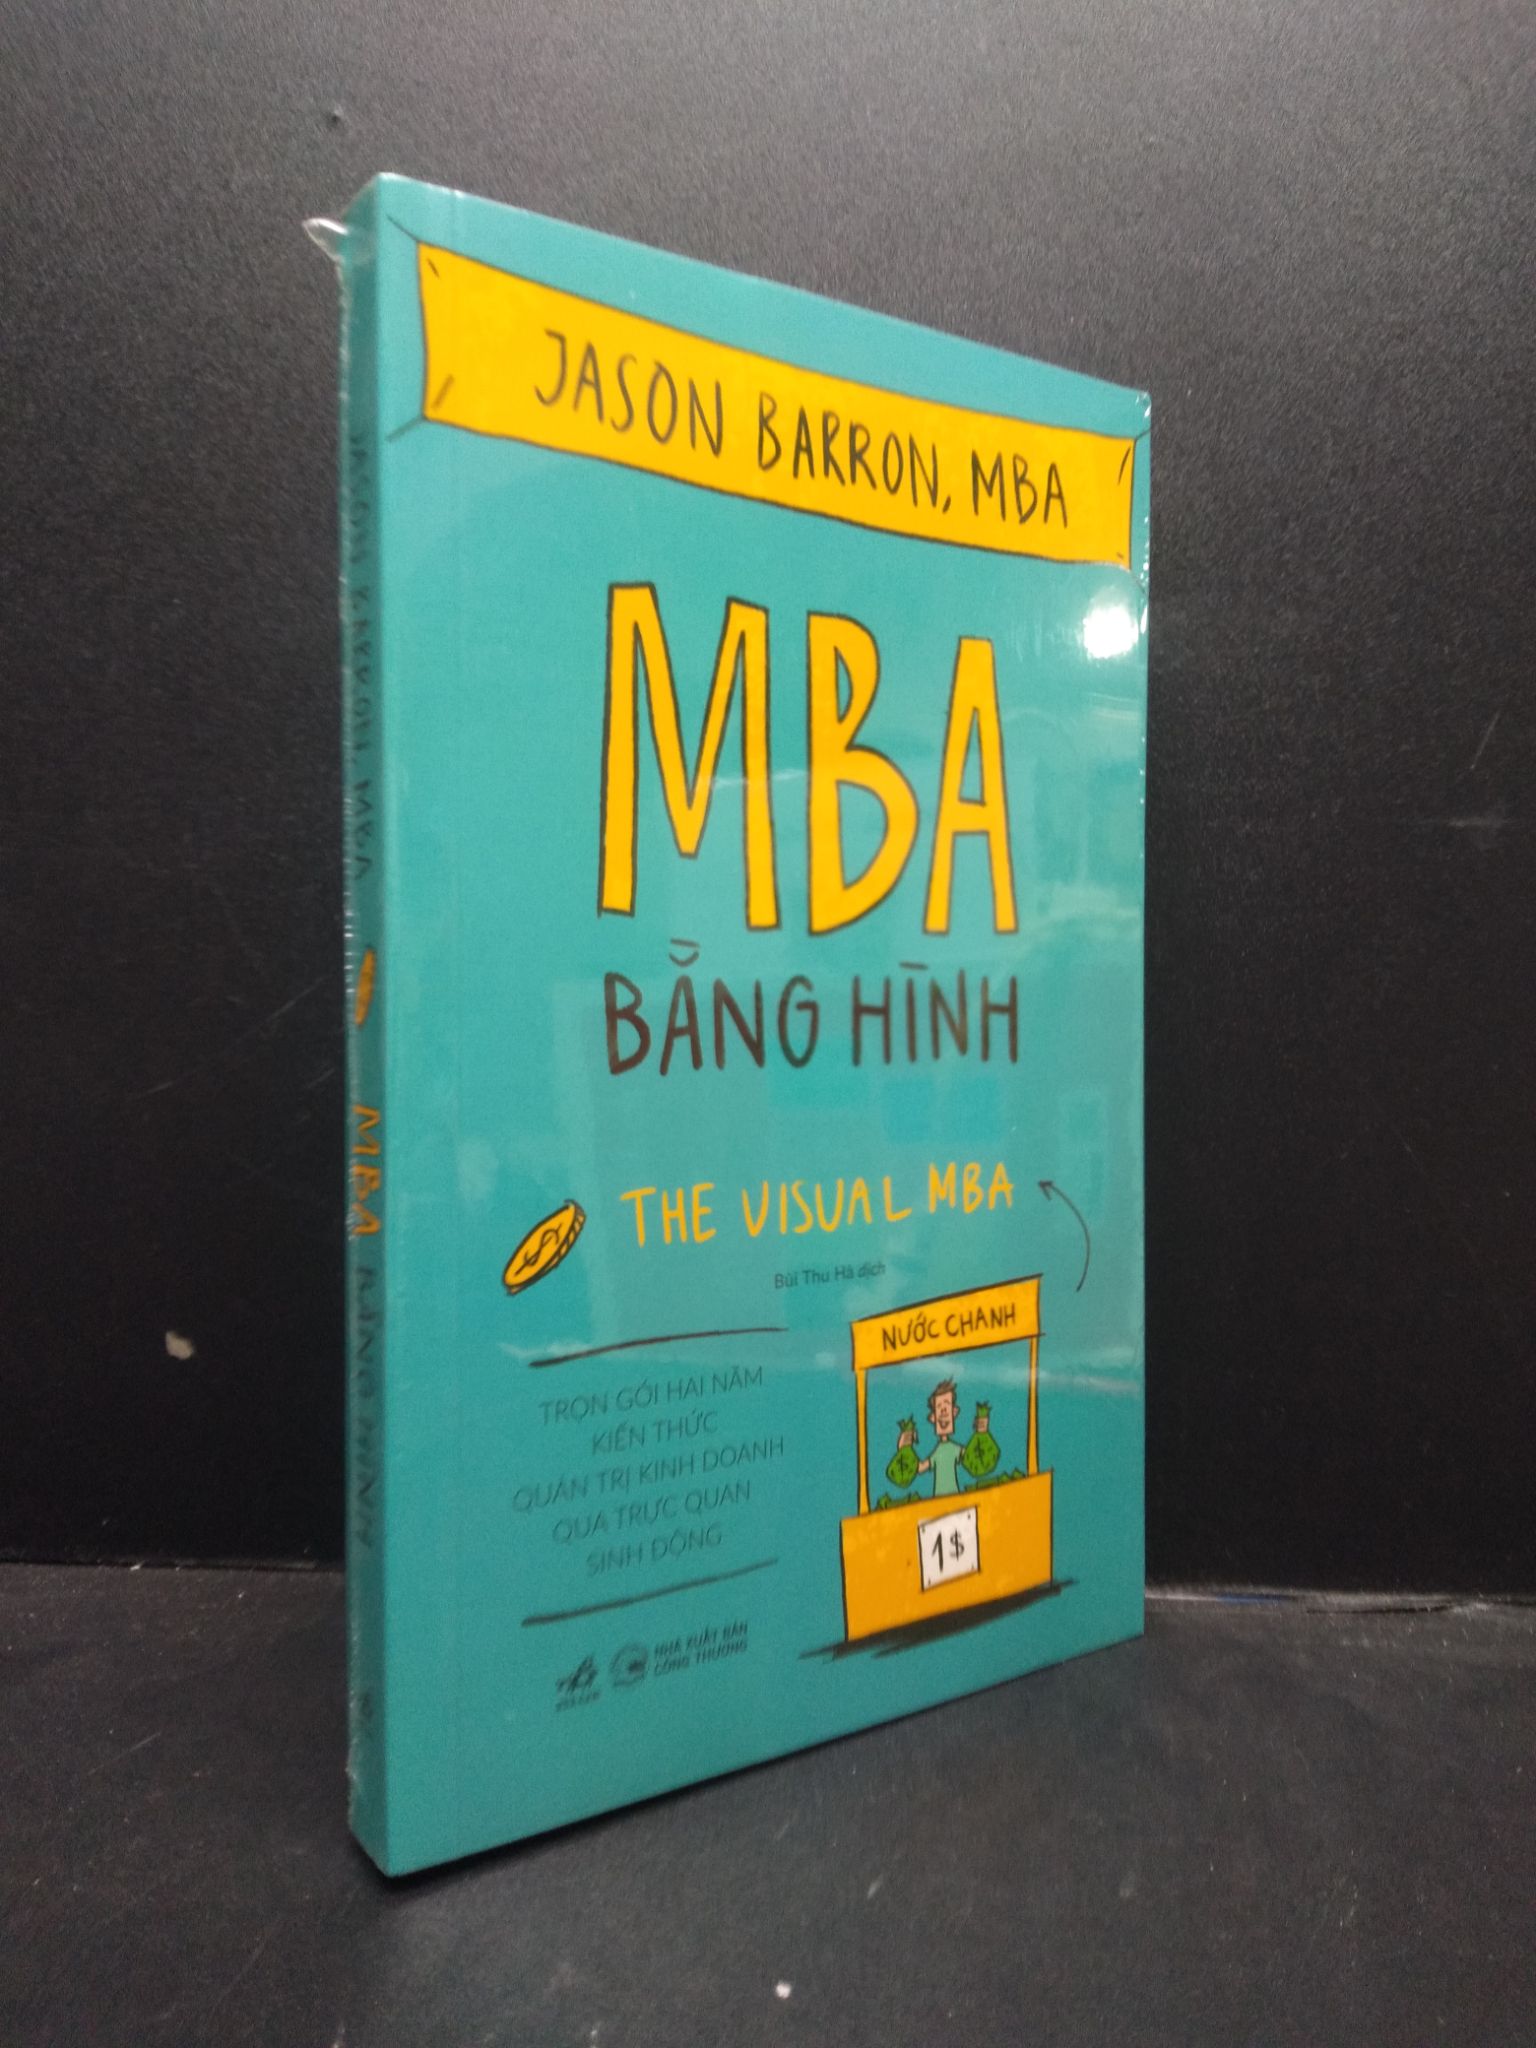 JASON BARRON, MBA
MBA
BẰNG HÌNH
THE VISUAL MBA
Bùi Thu Hà dịch
NƯỚC CHANH
1$
TRỌN GÓI HAI NĂM
KIẾN THỨC
QUẢN TRỊ KINH DOANH
QUA TRỰC QUAN
SINH ĐỘNG
NHÀ XUẤT BẢN
CÔNG THƯƠNG
JASON BARRON, MBA MBA BẰNG HÌNH